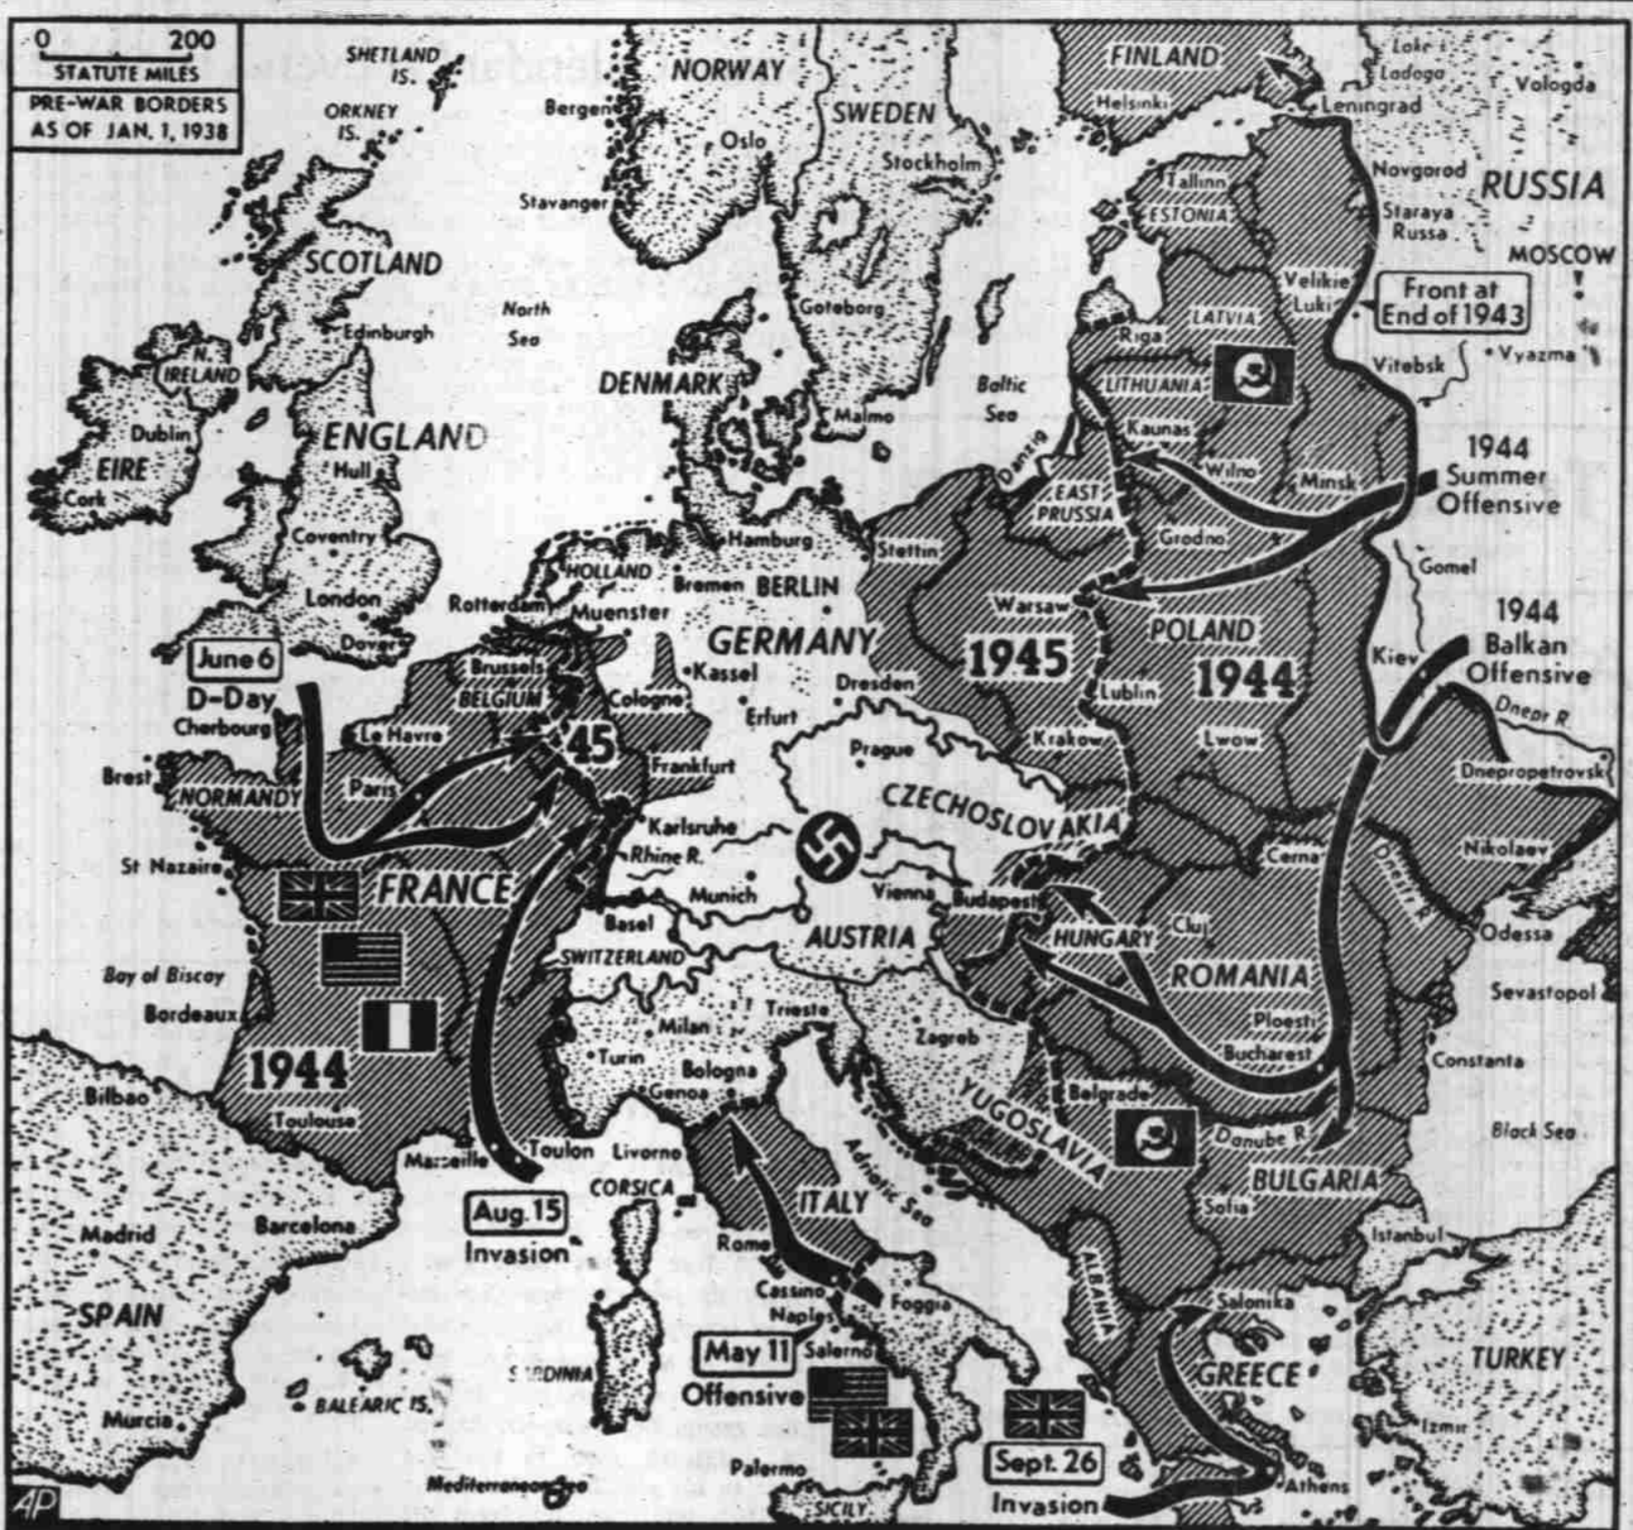 0 200
STATUTE MILES
PRE-WAR BORDERS
AS OF JAN. 1, 1938
SHETLAND
IS.
ORKNEY
IS.
NORWAY
Bergen
Oslo
Stavanger
SWEDEN
Stockholm
Goteborg
Malmo
FINLAND
Helsinki
Lake
Ladoga
Leningrad
Vologda
Novgorod
RUSSIA
Staraya
Russa
MOSCOW
Tallinn
ESTONIA
Velikie
Luki
Front at
End of 1943
LATVIA
Riga
Vitebsk
Vyazma
SCOTLAND
Edinburgh
North
Sea
N.
IRELAND
Dublin
EIRE
Cork
ENGLAND
Hull
Coventry
London
Dover
DENMARK
Baltic
Sea
LITHUANIA
Kaunas
Wilno
Minsk
1944
Summer
Offensive
Danzig
EAST
PRUSSIA
Grodno
Gomel
Stettin
Hamburg
HOLLAND
Bremen
BERLIN
Rotterdam
Muenster
GERMANY
Warsaw
POLAND
1945
1944
Kiev
1944
Balkan
Offensive
Dnepr R.
June 6
D-Day
Cherbourg
Brussels
BELGIUM
Kassel
Cologne
Erfurt
Dresden
Lublin
Krakow
Lwow
Le Havre
45
Frankfurt
Prague
Dnepropetrovsk
Brest
NORMANDY
Paris
CZECHOSLOVAKIA
Karlsruhe
Rhine R.
St Nazaire
FRANCE
Munich
Vienna
Budapest
Cerna
Dnestr R.
Nikolaev
Basel
SWITZERLAND
AUSTRIA
HUNGARY
Cluj
Odessa
ROMANIA
Sevastopol
Bay of Biscay
Bordeaux
Milan
Trieste
Turin
Zagreb
Ploesti
Bucharest
Constanta
1944
Bologna
Genoa
Belgrade
Bilbao
Toulouse
YUGOSLAVIA
Danube R.
Black Sea
Marseille
Toulon
Livorno
Adriatic Sea
BULGARIA
Sofia
CORSICA
ITALY
Aug. 15
Invasion
Madrid
Barcelona
Rome
Istanbul
ALBANIA
Cassino
Naples
Foggia
Salonika
SPAIN
May 11
Offensive
Salerno
SARDINIA
GREECE
TURKEY
BALEARIC IS.
Murcia
Izmir
Sept. 26
Invasion
Palermo
Mediterranean Sea
SICILY
Athens
AP